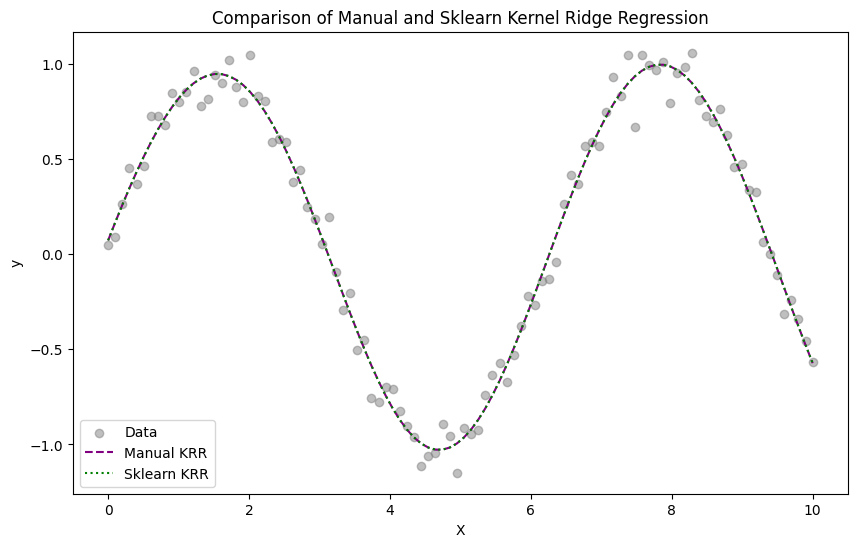 Comparison of Manual and Sklearn Kernel Ridge Regression
1.0
0.5
0.0
−0.5
−1.0
y
Data
Manual KRR
Sklearn KRR
0 2 4 6 8 10
X